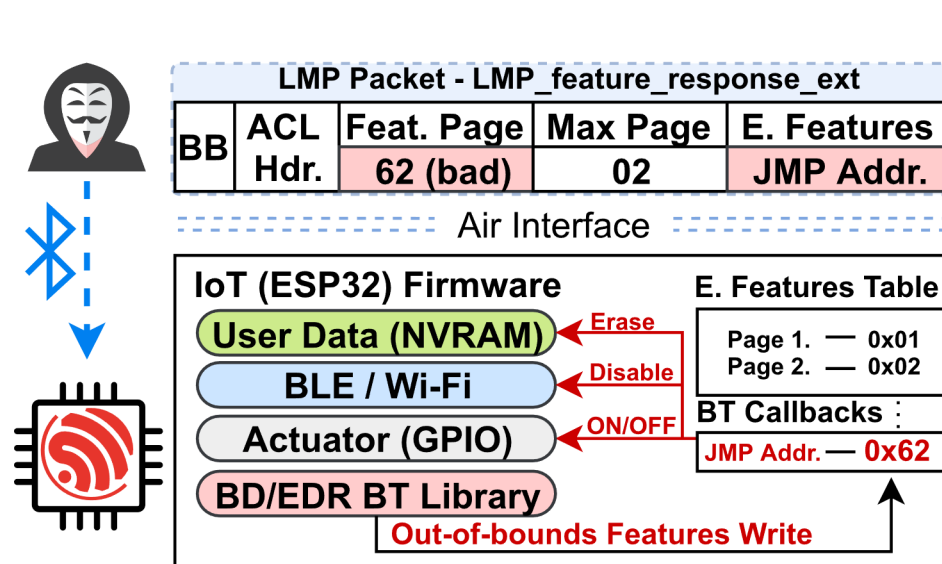 LMP Packet - LMP_feature_response_ext
BB
ACL
Hdr.
Feat. Page
Max Page
E. Features
62 (bad)
02
JMP Addr.
Air Interface
IoT (ESP32) Firmware
User Data (NVRAM)
BLE / Wi-Fi
Actuator (GPIO)
BD/EDR BT Library
Erase
Disable
ON/OFF
E. Features Table
Page 1. — 0x01
Page 2. — 0x02
BT Callbacks
JMP Addr. — 0x62
Out-of-bounds Features Write